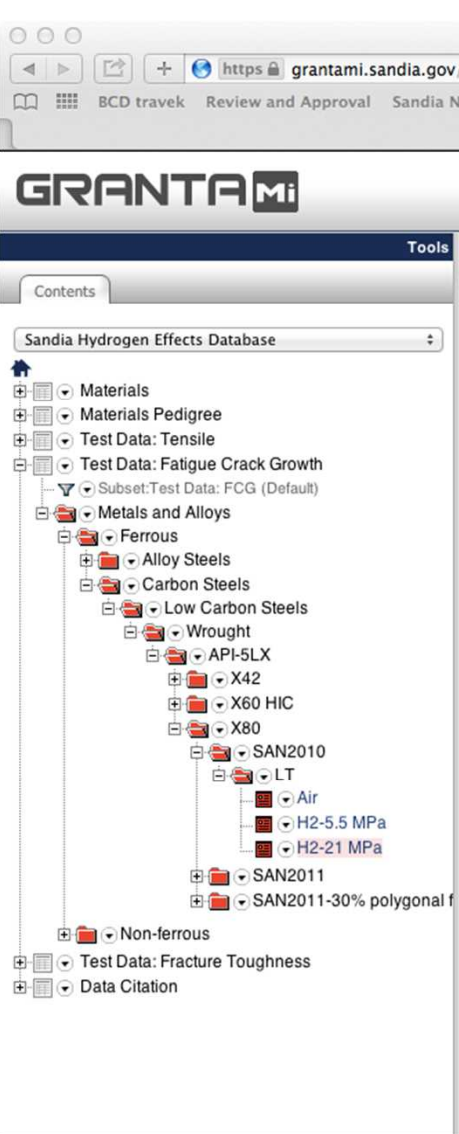 https grantami.sandia.gov/
BCD travek Review and Approval Sandia N
GRANTA Mi
Tools
Contents
Sandia Hydrogen Effects Database
Materials
Materials Pedigree
Test Data: Tensile
Test Data: Fatigue Crack Growth
Subset:Test Data: FCG (Default)
Metals and Alloys
Ferrous
Alloy Steels
Carbon Steels
Low Carbon Steels
Wrought
API-5LX
X42
X60 HIC
X80
SAN2010
LT
Air
H2-5.5 MPa
H2-21 MPa
SAN2011
SAN2011-30% polygonal f
Non-ferrous
Test Data: Fracture Toughness
Data Citation